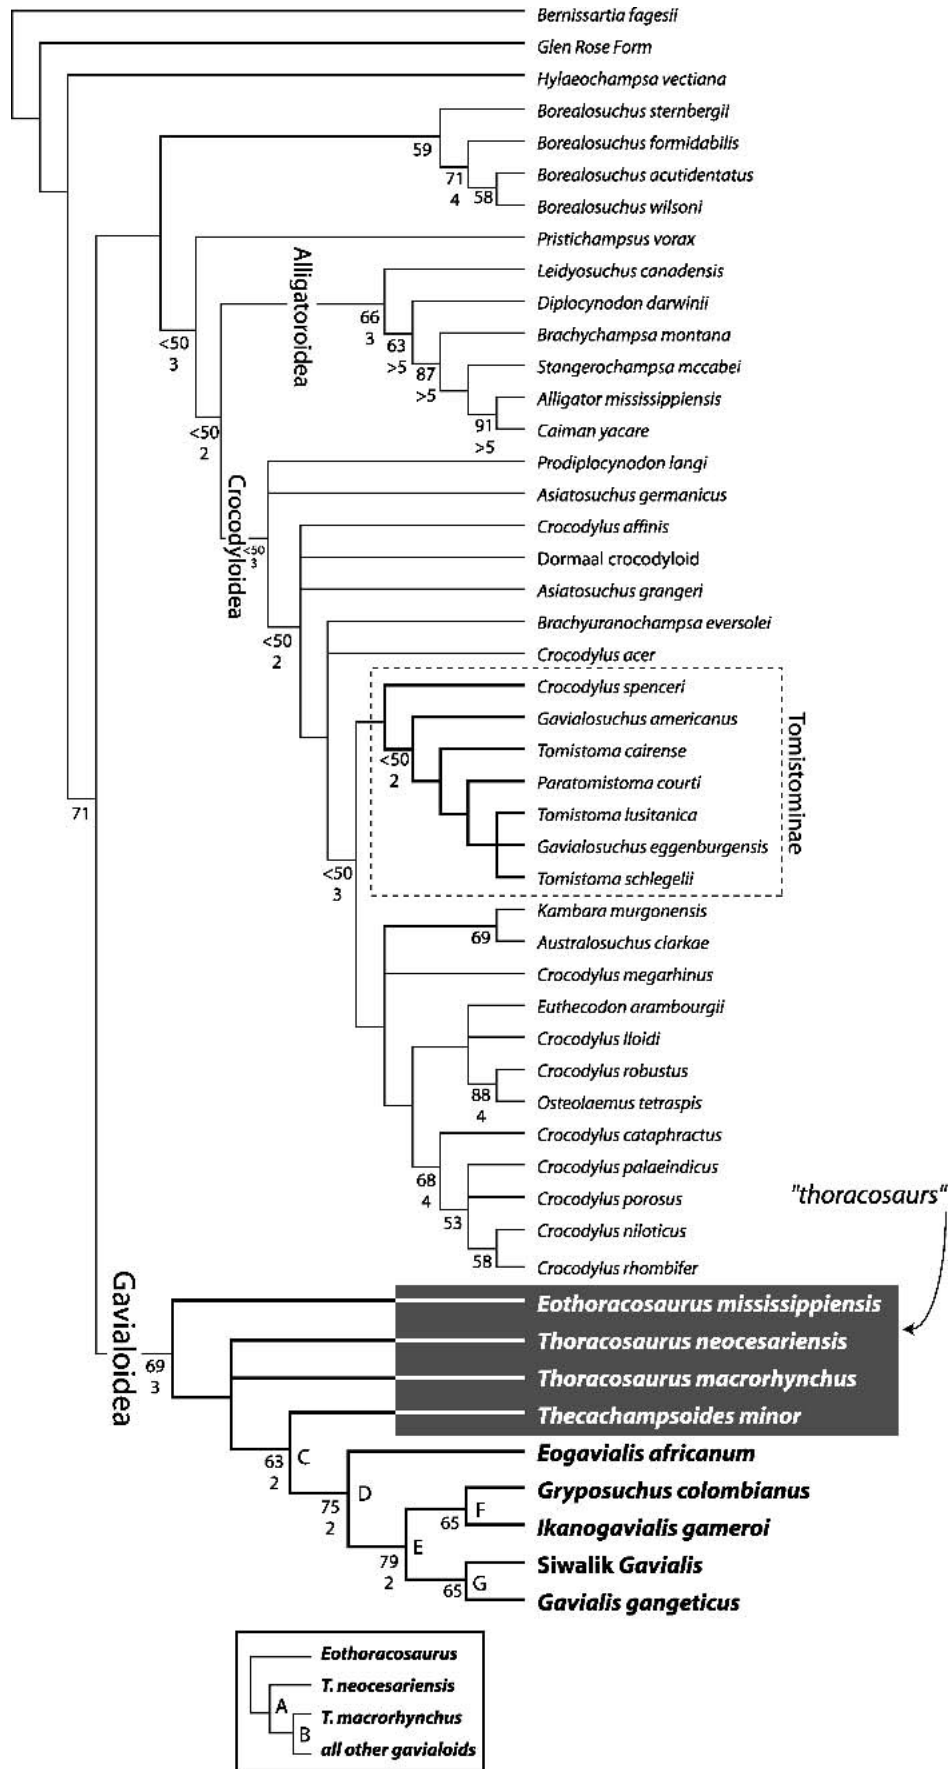 Bernissartia fagesii
Glen Rose Form
Hylaeochampsa vectiana
Borealosuchus sternbergii
59
Borealosuchus formidabilis
71
4
Borealosuchus acutidentatus
58
Borealosuchus wilsoni
Pristichampsus vorax
Alligatoroidea
Leidyosuchus canadensis
66
3
Diplocynodon darwinii
<50
3
63
>5
Brachychampsa montana
87
>5
Stangerochampsa mccabei
Alligator mississippiensis
<50
2
91
>5
Caiman yacare
Prodiplocynodon langi
Crocodyloidea
Asiatosuchus germanicus
Crocodylus affinis
<50
3
Dormaal crocodyloid
Asiatosuchus grangeri
Brachyuranochampsa eversolei
<50
2
Crocodylus acer
Crocodylus spenceri
Gavialosuchus americanus
Tomistominae
Tomistoma cairense
<50
2
Paratomistoma courti
71
Tomistoma lusitanica
Gavialosuchus eggenburgensis
Tomistoma schlegelii
<50
3
Kambara murgonensis
69
Australosuchus clarkae
Crocodylus megarhinus
Euthecodon arambourgii
Crocodylus lloidi
Crocodylus robustus
88
4
Osteolaemus tetraspis
Crocodylus cataphractus
Crocodylus palaeindicus
68
4
Crocodylus porosus
"thoracosaurs"
53
Crocodylus niloticus
58
Crocodylus rhombifer
Gavialoidea
Eothoracosaurus mississippiensis
Thoracosaurus neocesariensis
69
3
Thoracosaurus macrorhynchus
Thecachampsoides minor
Eogavialis africanum
63
2
C
Gryposuchus colombianus
75
2
D
65
F
Ikanogavialis gameroi
Siwalik Gavialis
79
2
E
65
G
Gavialis gangeticus
Eothoracosaurus
T. neocesariensis
A
T. macrorhynchus
B
all other gavialoids